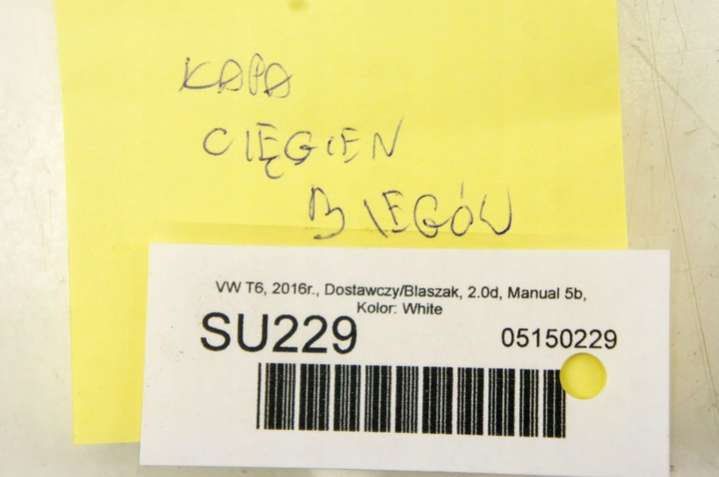 KAPA
CIĘGIEN
BIEGÓW
VW T6, 2016r., Dostawczy/Blaszak, 2.0d, Manual 5b,
Kolor: White
SU229
05150229